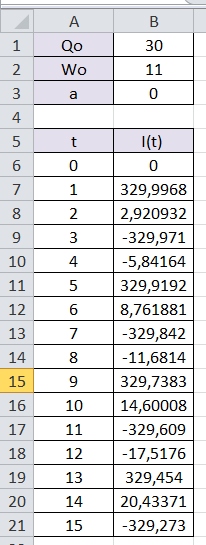 A B
1 Qo 30
2 Wo 11
3 a 0
4
5 t I(t)
6 0 0
7 1 329,9968
8 2 2,920932
9 3 -329,971
10 4 -5,84164
11 5 329,9192
12 6 8,761881
13 7 -329,842
14 8 -11,6814
15 9 329,7383
16 10 14,60008
17 11 -329,609
18 12 -17,5176
19 13 329,454
20 14 20,43371
21 15 -329,273